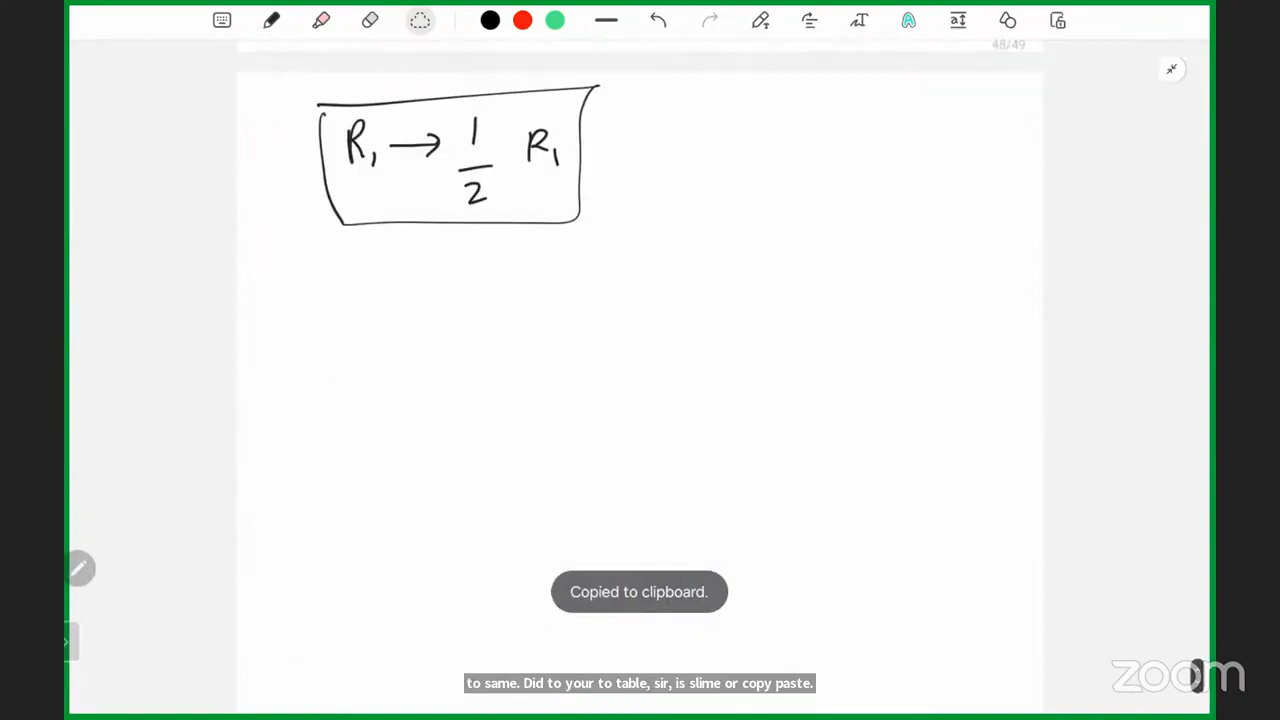 48/49
R₁ → 1/2 R₁
Copied to clipboard.
to same. Did to your to table, sir, is slime or copy paste.
zoom